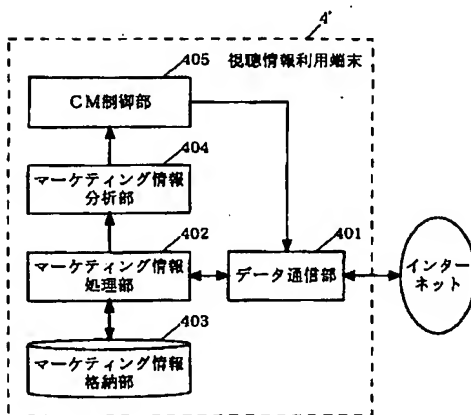 4
視聴情報利用端末
405
CM制御部
404
マーケティング情報
分析部
402
マーケティング情報
処理部
401
データ通信部
インター
ネット
403
マーケティング情報
格納部